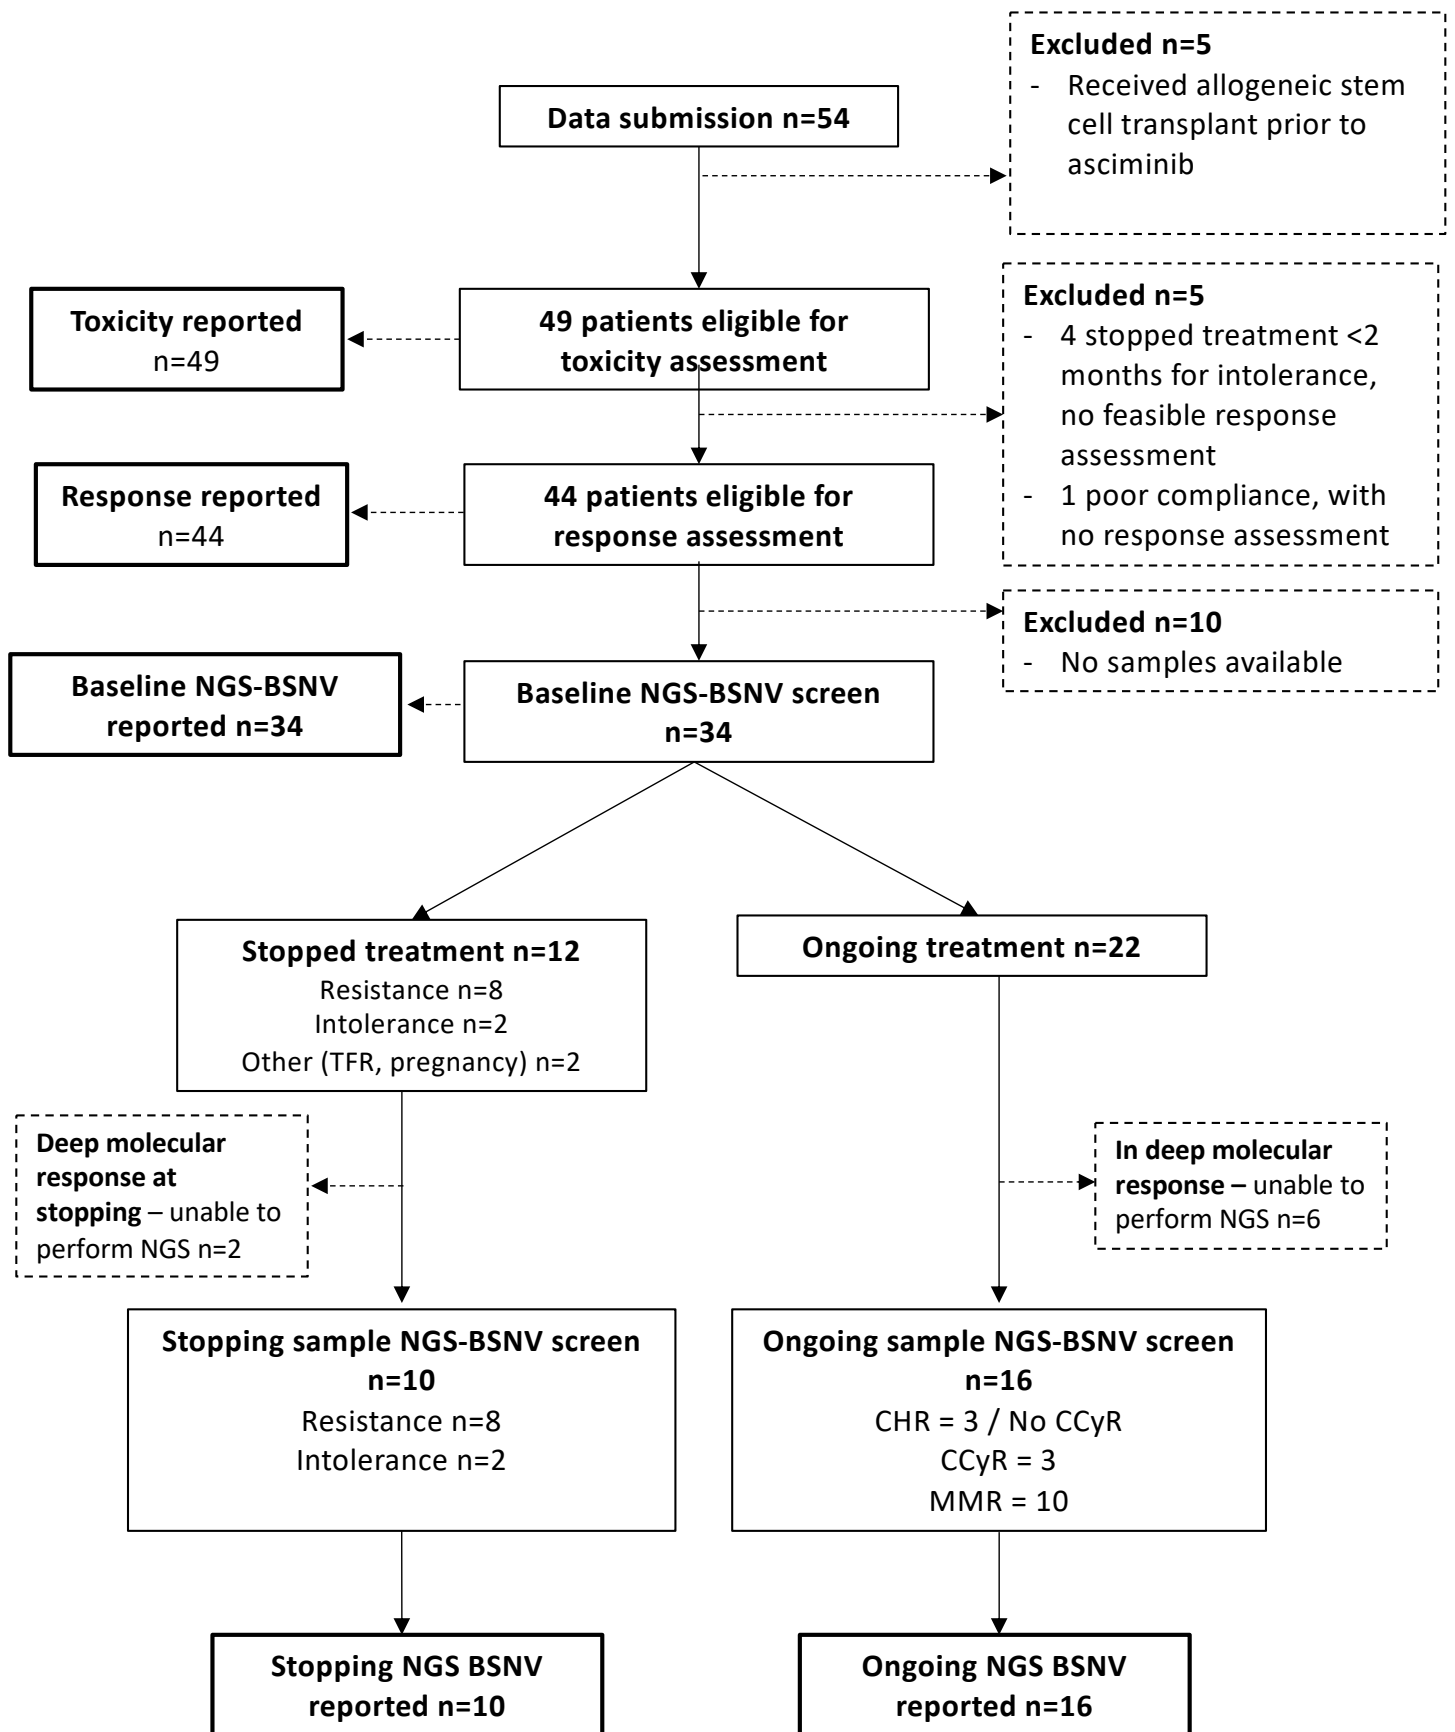 Excluded n=5
- Received allogeneic stem
cell transplant prior to
asciminib
Data submission n=54
Toxicity reported
n=49
49 patients eligible for
toxicity assessment
Excluded n=5
- 4 stopped treatment <2
months for intolerance,
no feasible response
assessment
- 1 poor compliance, with
no response assessment
Response reported
n=44
44 patients eligible for
response assessment
Excluded n=10
- No samples available
Baseline NGS-BSNV
reported n=34
Baseline NGS-BSNV screen
n=34
Stopped treatment n=12
Resistance n=8
Intolerance n=2
Other (TFR, pregnancy) n=2
Ongoing treatment n=22
Deep molecular
response at
stopping – unable to
perform NGS n=2
In deep molecular
response – unable to
perform NGS n=6
Stopping sample NGS-BSNV screen
n=10
Resistance n=8
Intolerance n=2
Ongoing sample NGS-BSNV screen
n=16
CHR = 3 / No CCyR
CCyR = 3
MMR = 10
Stopping NGS BSNV
reported n=10
Ongoing NGS BSNV
reported n=16